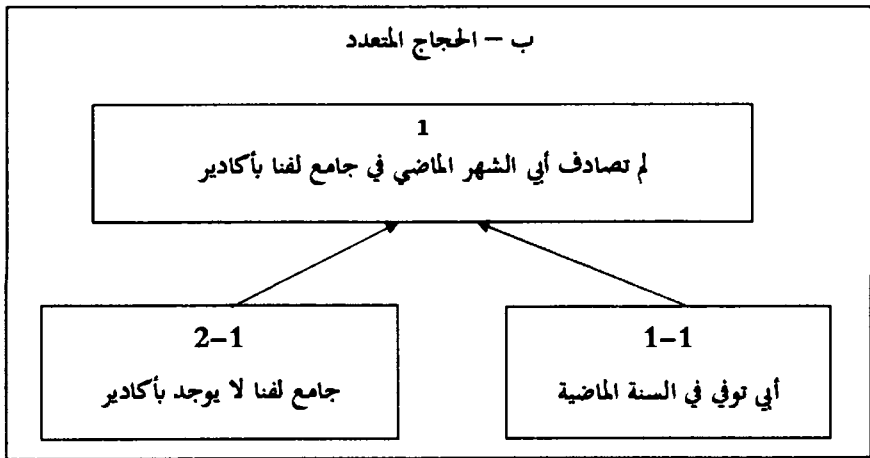 ب – الحجاج المتعدد
1
لم تصادف أبي الشهر الماضي في جامع لفنا بأكادير
1–1
أبي توفي في السنة الماضية
2–1
جامع لفنا لا يوجد بأكادير